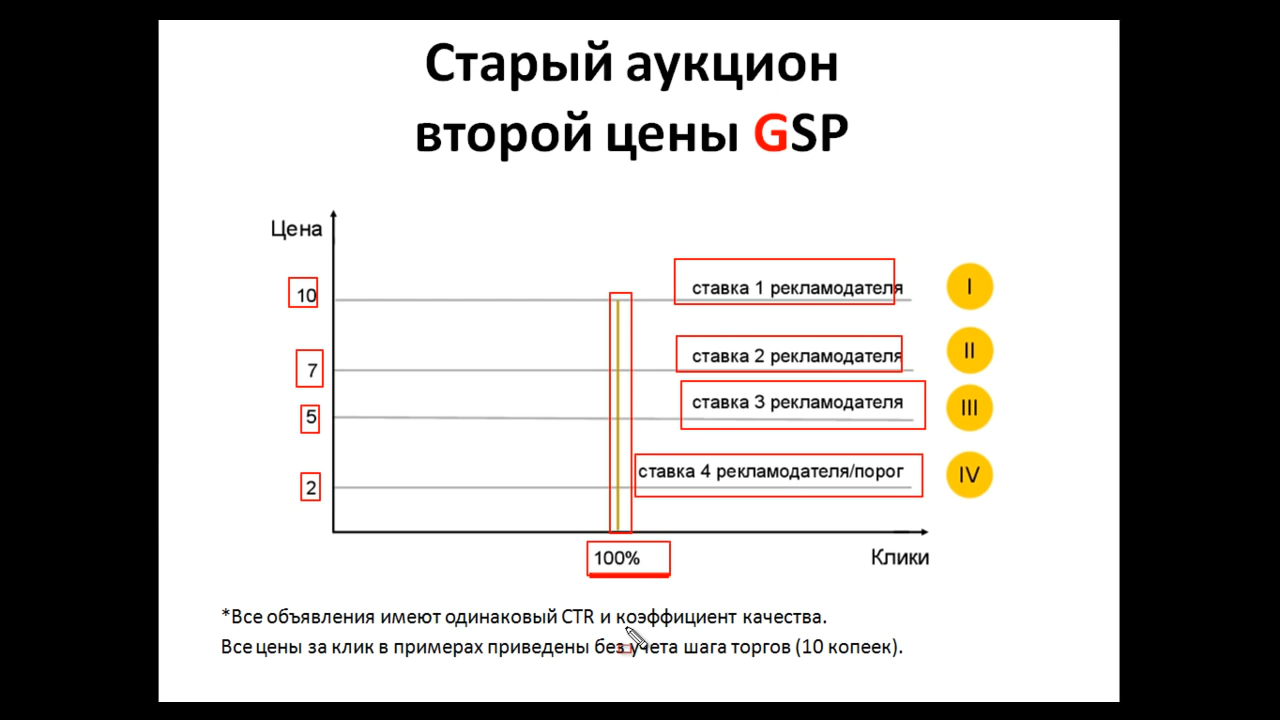 Старый аукцион
второй цены GSP
Цена
10
ставка 1 рекламодателя
I
7
ставка 2 рекламодателя
II
5
ставка 3 рекламодателя
III
2
ставка 4 рекламодателя/порог
IV
100%
Клики
*Все объявления имеют одинаковый CTR и коэффициент качества.
Все цены за клик в примерах приведены без учета шага торгов (10 копеек).